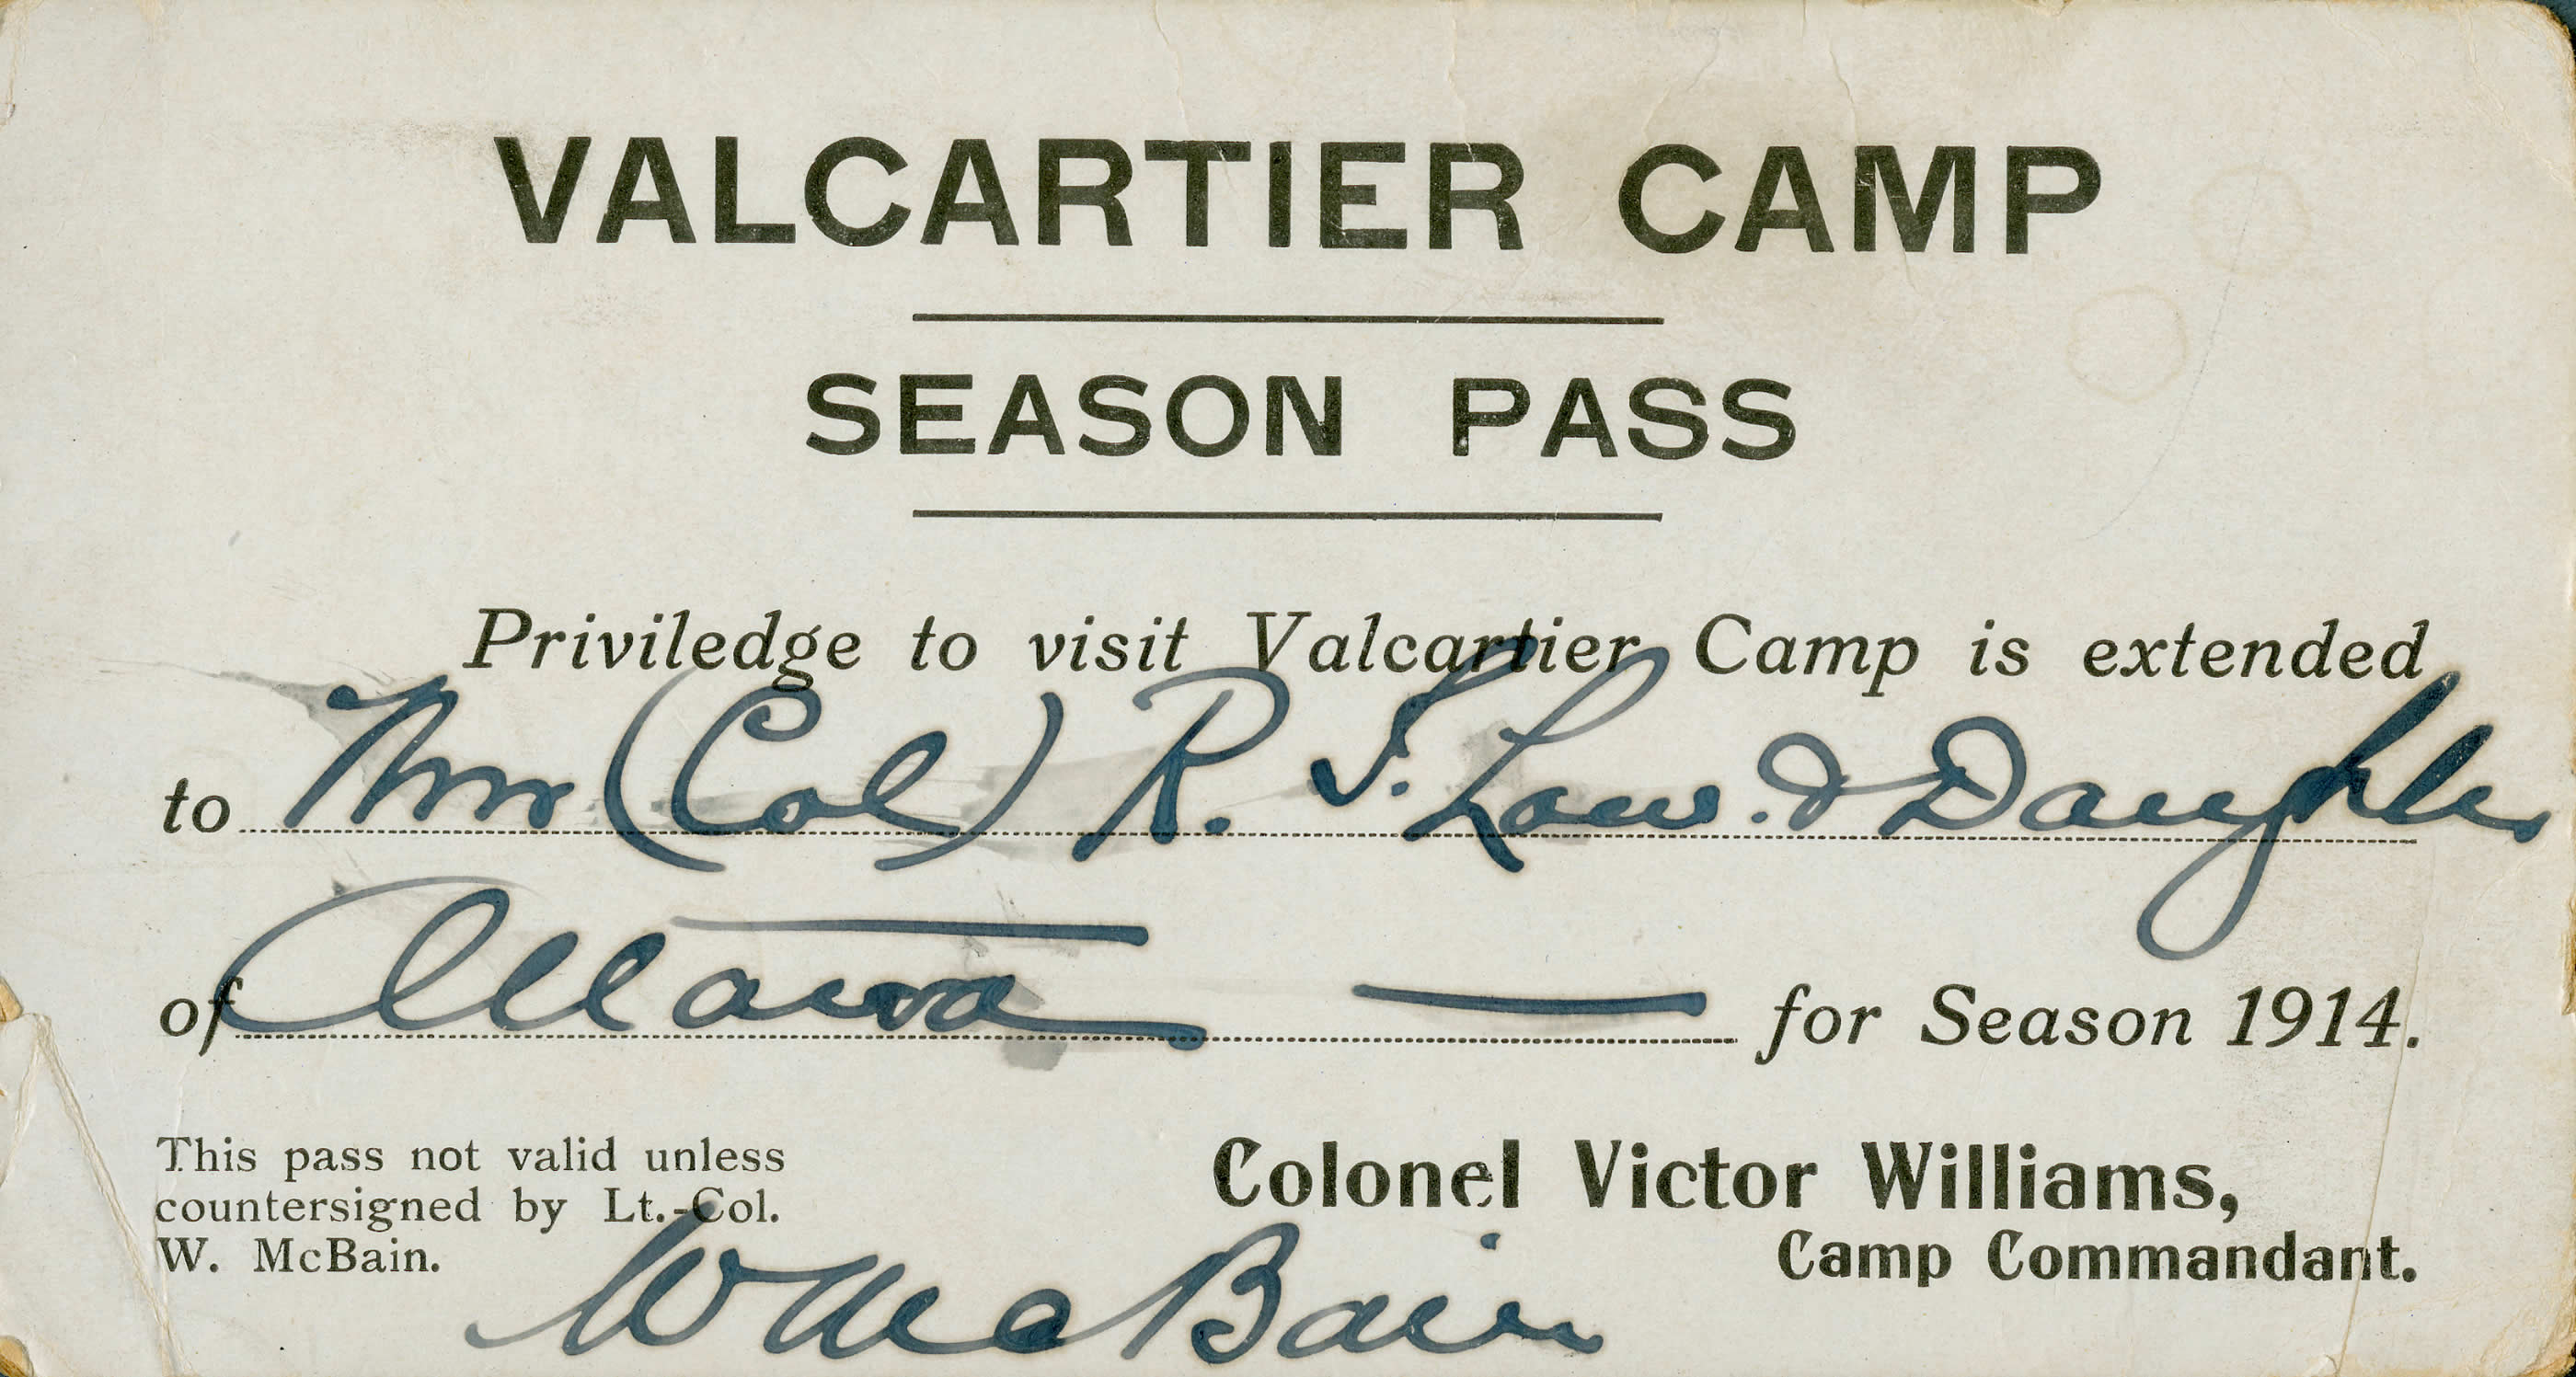 VALCARTIER CAMP
SEASON PASS
Priviledge to visit Valcartier Camp is extended
to Mrs (Col) R. S. Low. & Daughter
of Ottawa — for Season 1914.
This pass not valid unless
countersigned by Lt.-Col.
W. McBain.
Colonel Victor Williams,
Camp Commandant.
W McBain